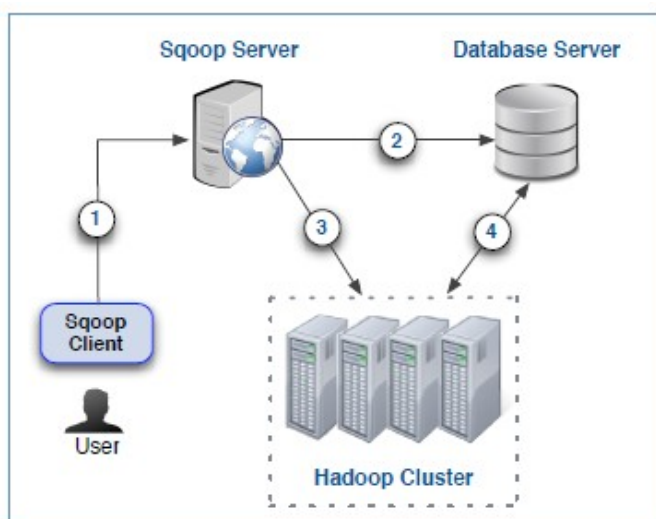 Sqoop Server
Database Server
2
1
3
4
Sqoop
Client
User
Hadoop Cluster